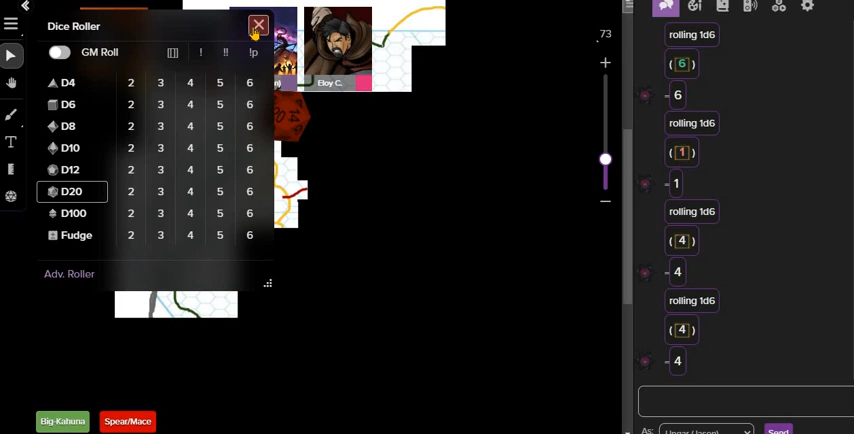 Dice Roller
GM Roll [[]] ! !! !p
D4 2 3 4 5 6
D6 2 3 4 5 6
D8 2 3 4 5 6
D10 2 3 4 5 6
D12 2 3 4 5 6
D20 2 3 4 5 6
D100 2 3 4 5 6
Fudge 2 3 4 5 6
Adv. Roller
Eloy C.
14
73
Big-Kahuna
Spear/Mace
rolling 1d6
(6)
=6
rolling 1d6
(1)
=1
rolling 1d6
(4)
=4
rolling 1d6
(4)
=4
As: Ungar (Jason)
Send